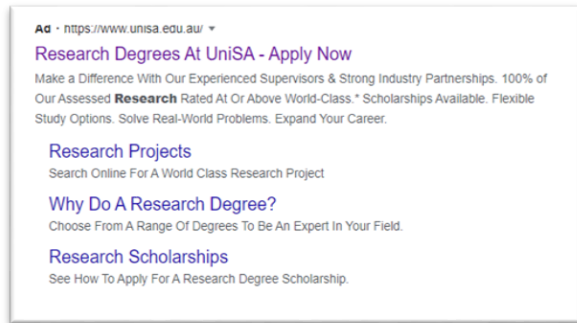 Ad · https://www.unisa.edu.au/
Research Degrees At UniSA - Apply Now
Make a Difference With Our Experienced Supervisors & Strong Industry Partnerships. 100% of
Our Assessed Research Rated At Or Above World-Class.* Scholarships Available. Flexible
Study Options. Solve Real-World Problems. Expand Your Career.
Research Projects
Search Online For A World Class Research Project
Why Do A Research Degree?
Choose From A Range Of Degrees To Be An Expert In Your Field.
Research Scholarships
See How To Apply For A Research Degree Scholarship.